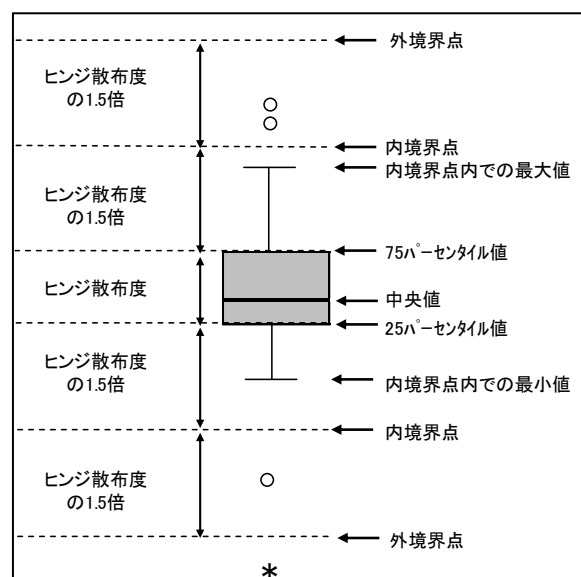 外境界点
ヒンジ散布度
の1.5倍
内境界点
内境界点内での最大値
ヒンジ散布度
の1.5倍
75パーセンタイル値
ヒンジ散布度
中央値
25パーセンタイル値
ヒンジ散布度
の1.5倍
内境界点内での最小値
内境界点
ヒンジ散布度
の1.5倍
外境界点
*